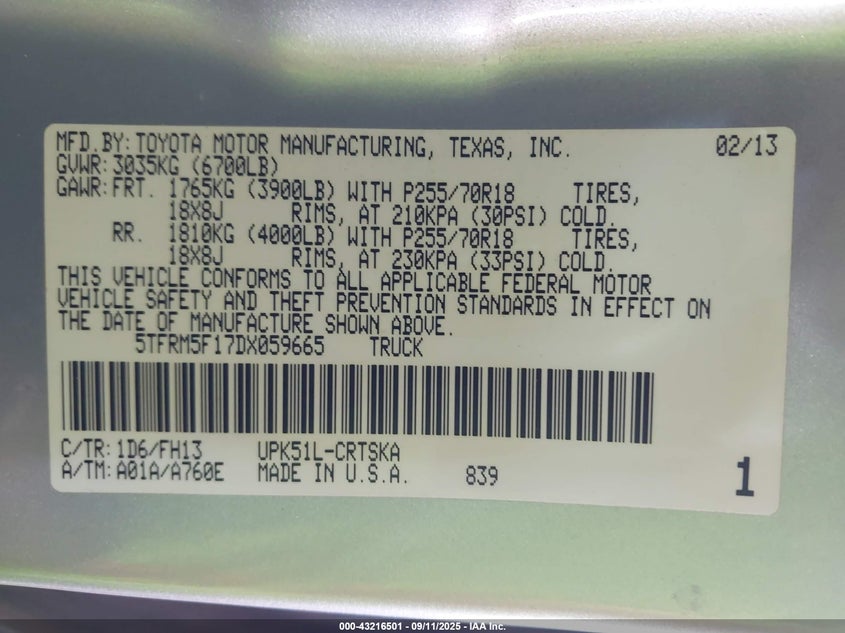 MFD.BY: TOYOTA MOTOR MANUFACTURING, TEXAS, INC. 02/13
GVWR: 3035KG (6700LB)
GAWR: FRT. 1765KG (3900LB) WITH P255/70R18 TIRES,
18X8J RIMS, AT 210KPA (30PSI) COLD.
RR. 1810KG (4000LB) WITH P255/70R18 TIRES,
18X8J RIMS, AT 230KPA (33PSI) COLD.
THIS VEHICLE CONFORMS TO ALL APPLICABLE FEDERAL MOTOR
VEHICLE SAFETY AND THEFT PREVENTION STANDARDS IN EFFECT ON
THE DATE OF MANUFACTURE SHOWN ABOVE.
5TFRM5F17DX059665 TRUCK
C/TR: 1D6/FH13 UPK51L-CRTSKA
A/TM: A01A/A760E MADE IN U.S.A. 839 1
000-43216501 - 09/11/2025 - IAA Inc.